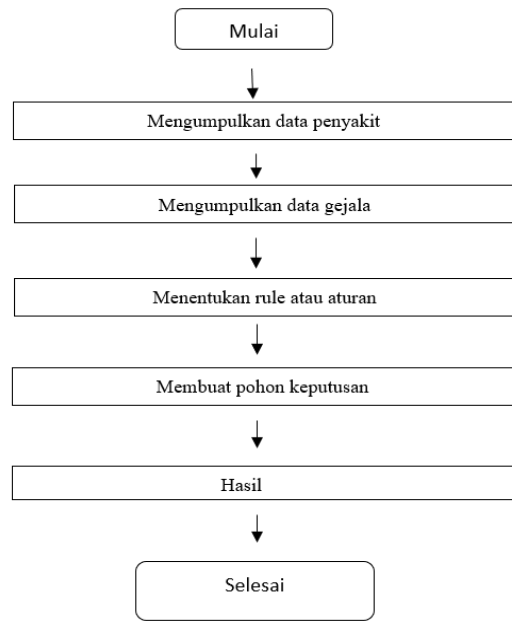 Mulai
Mengumpulkan data penyakit
Mengumpulkan data gejala
Menentukan rule atau aturan
Membuat pohon keputusan
Hasil
Selesai